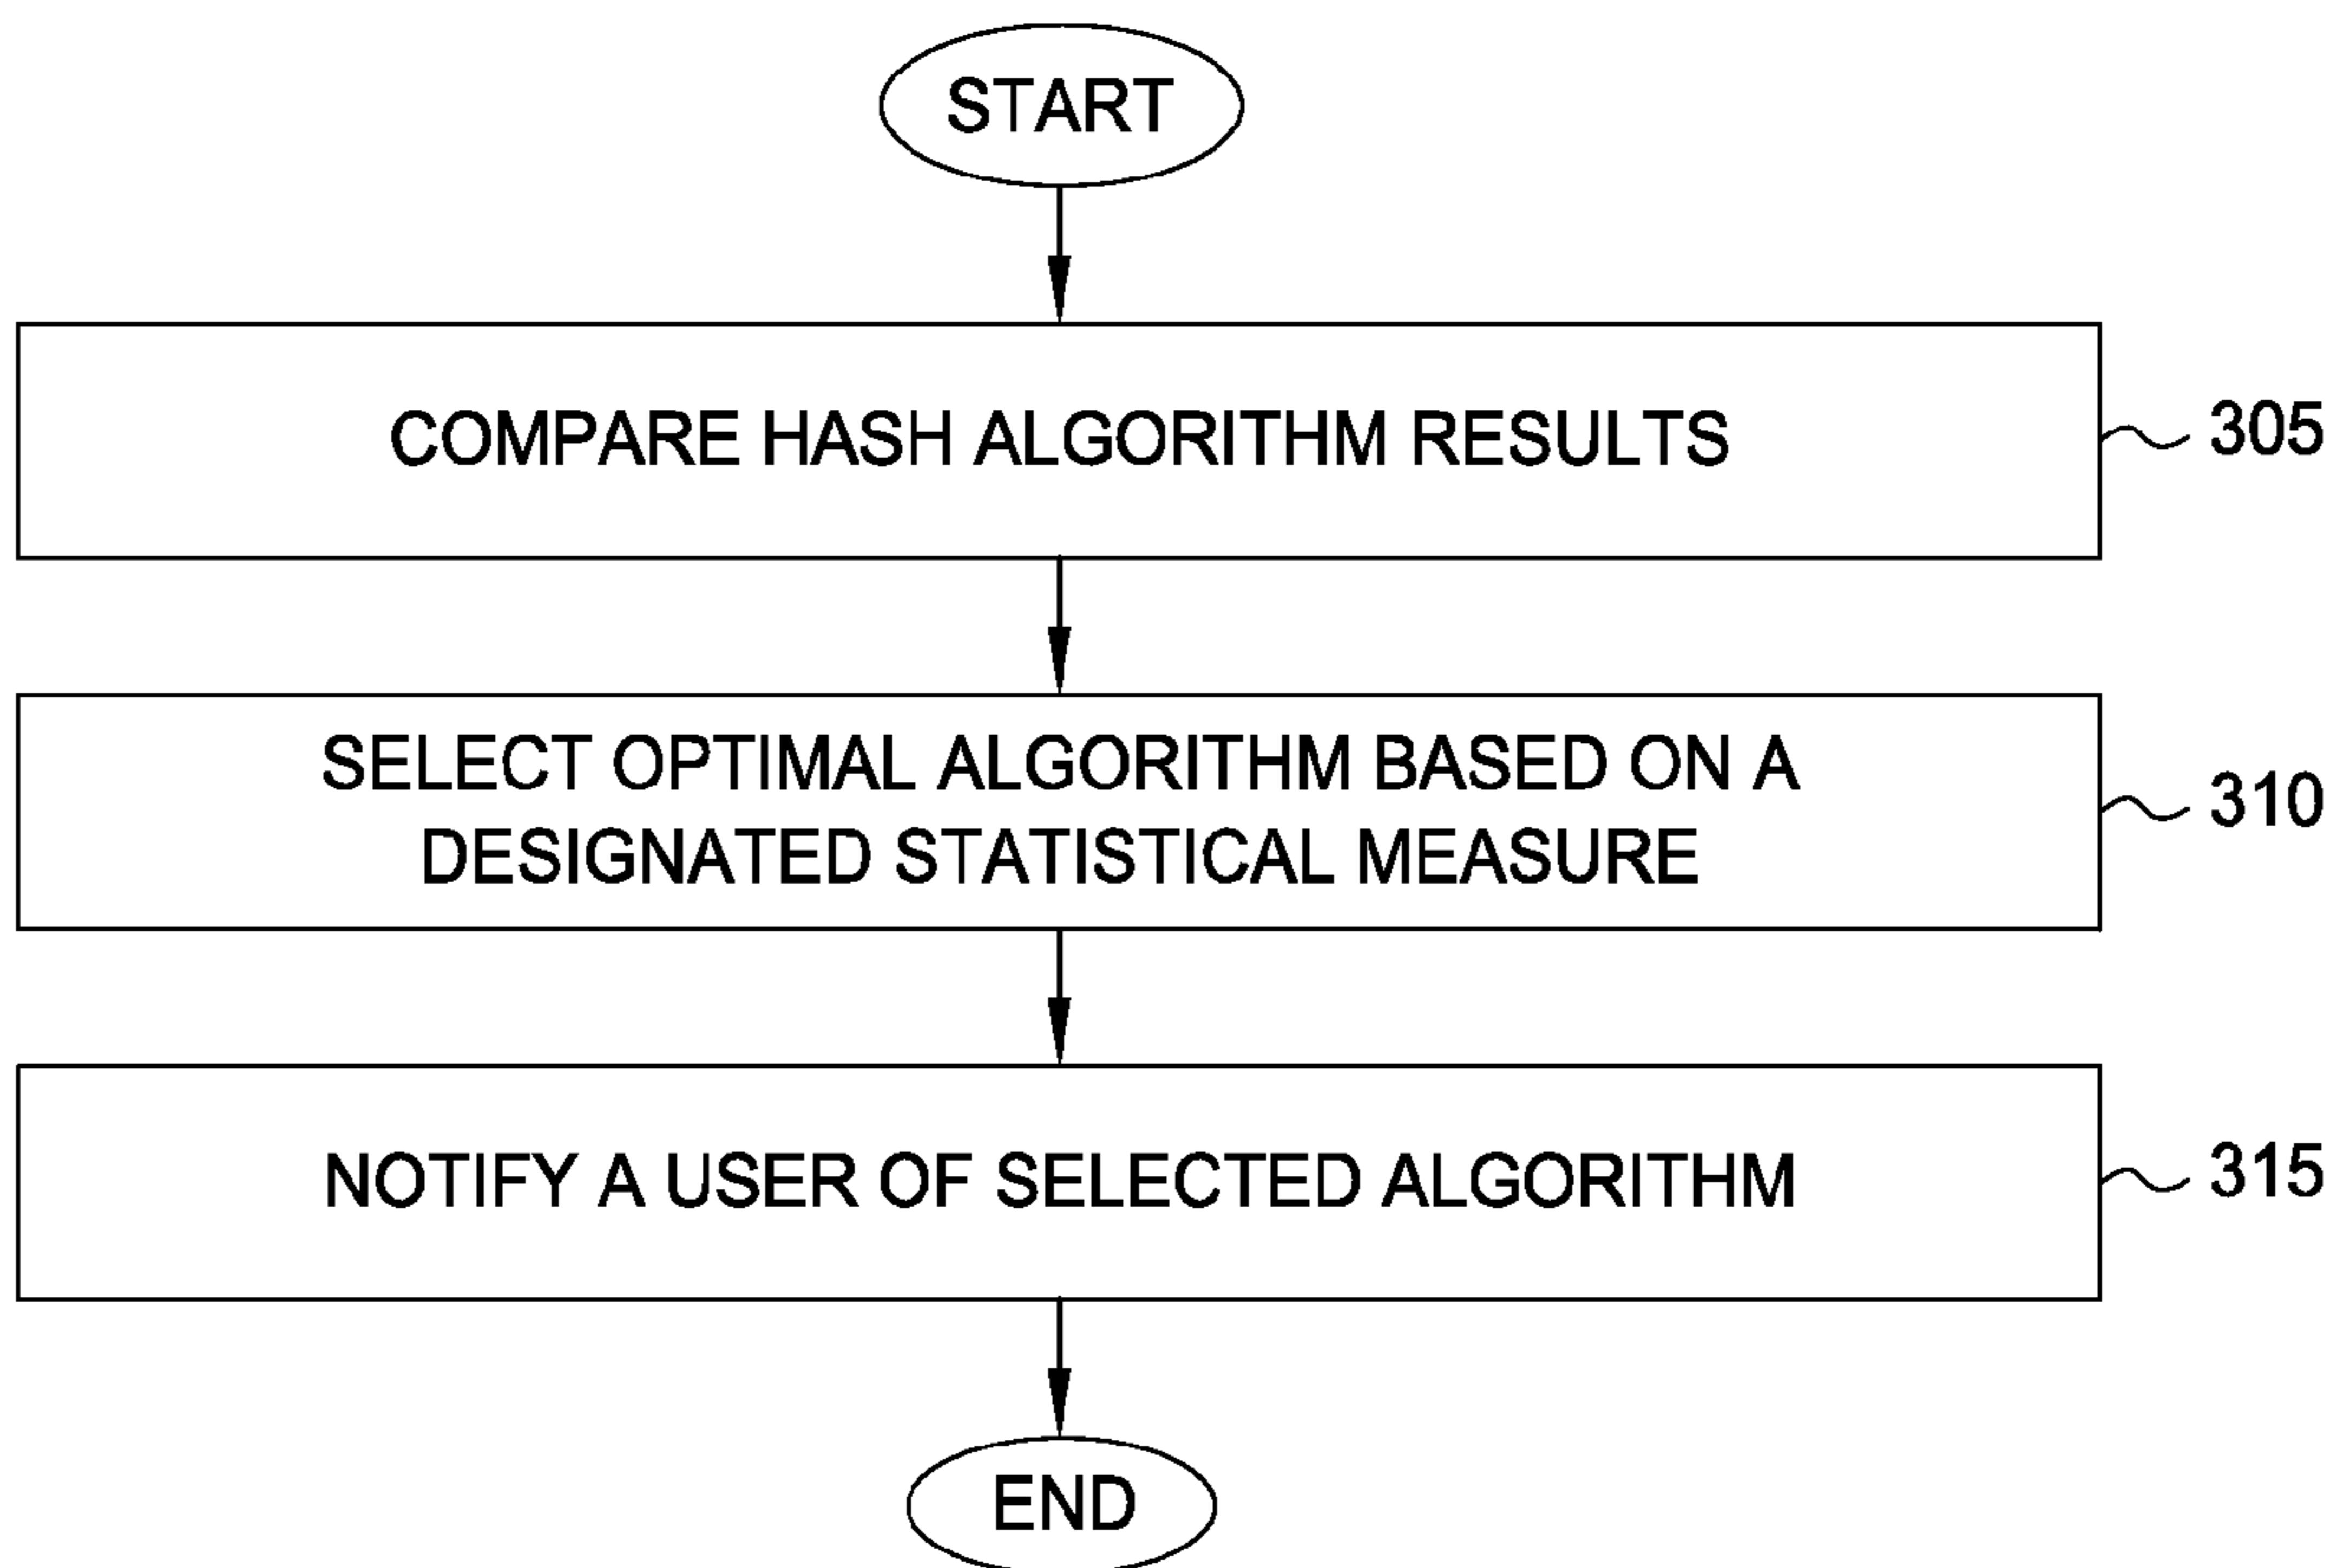 START
COMPARE HASH ALGORITHM RESULTS
305
SELECT OPTIMAL ALGORITHM BASED ON A
DESIGNATED STATISTICAL MEASURE
310
NOTIFY A USER OF SELECTED ALGORITHM
315
END